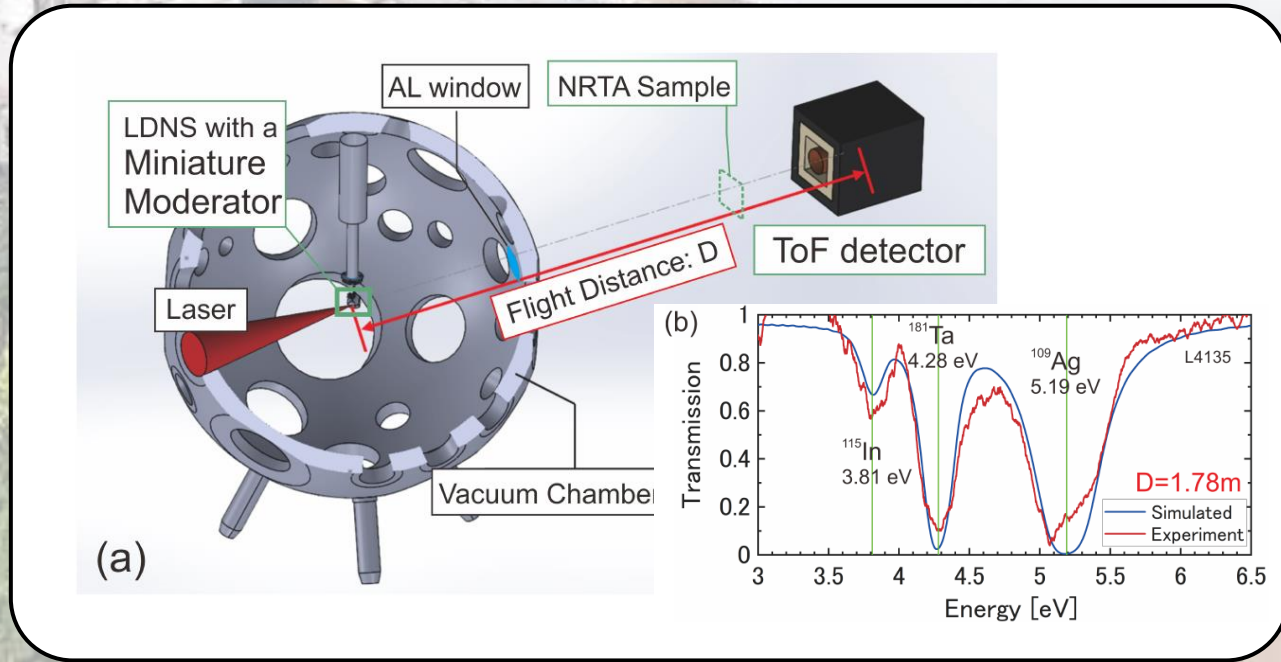 AL window
NRTA Sample
LDNS with a
Miniature
Moderator
ToF detector
Flight Distance: D
Laser
Vacuum Chamber
(a)
(b)
181Ta
4.28 eV
109Ag
5.19 eV
L4135
115In
3.81 eV
D=1.78m
Simulated
Experiment
Transmission
1
0.8
0.6
0.4
0.2
0
3 3.5 4 4.5 5 5.5 6 6.5
Energy [eV]